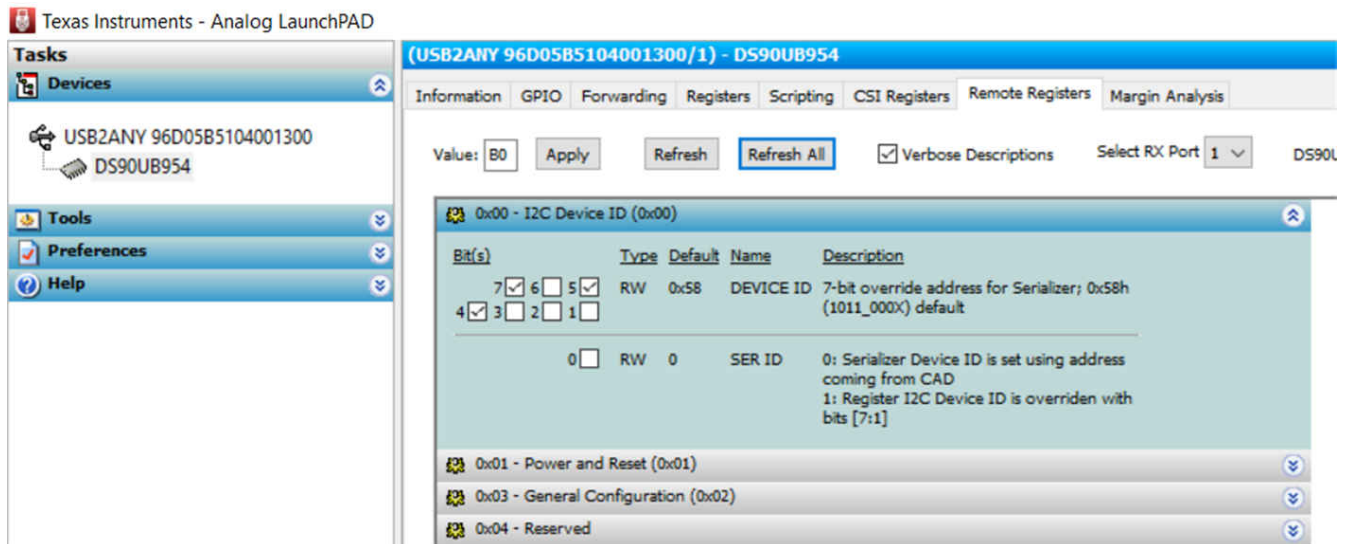 Texas Instruments - Analog LaunchPAD
Tasks
Devices
USB2ANY 96D05B5104001300
DS90UB954
Tools
Preferences
Help
(USB2ANY 96D05B5104001300/1) - DS90UB954
Information GPIO Forwarding Registers Scripting CSI Registers Remote Registers Margin Analysis
Value: B0 Apply Refresh Refresh All Verbose Descriptions Select RX Port 1 DS90U
0x00 - I2C Device ID (0x00)
Bit(s) Type Default Name Description
7 6 5 RW 0x58 DEVICE ID 7-bit override address for Serializer; 0x58h
4 3 2 1 (1011_000X) default
0 RW 0 SER ID 0: Serializer Device ID is set using address
coming from CAD
1: Register I2C Device ID is overriden with
bits [7:1]
0x01 - Power and Reset (0x01)
0x03 - General Configuration (0x02)
0x04 - Reserved